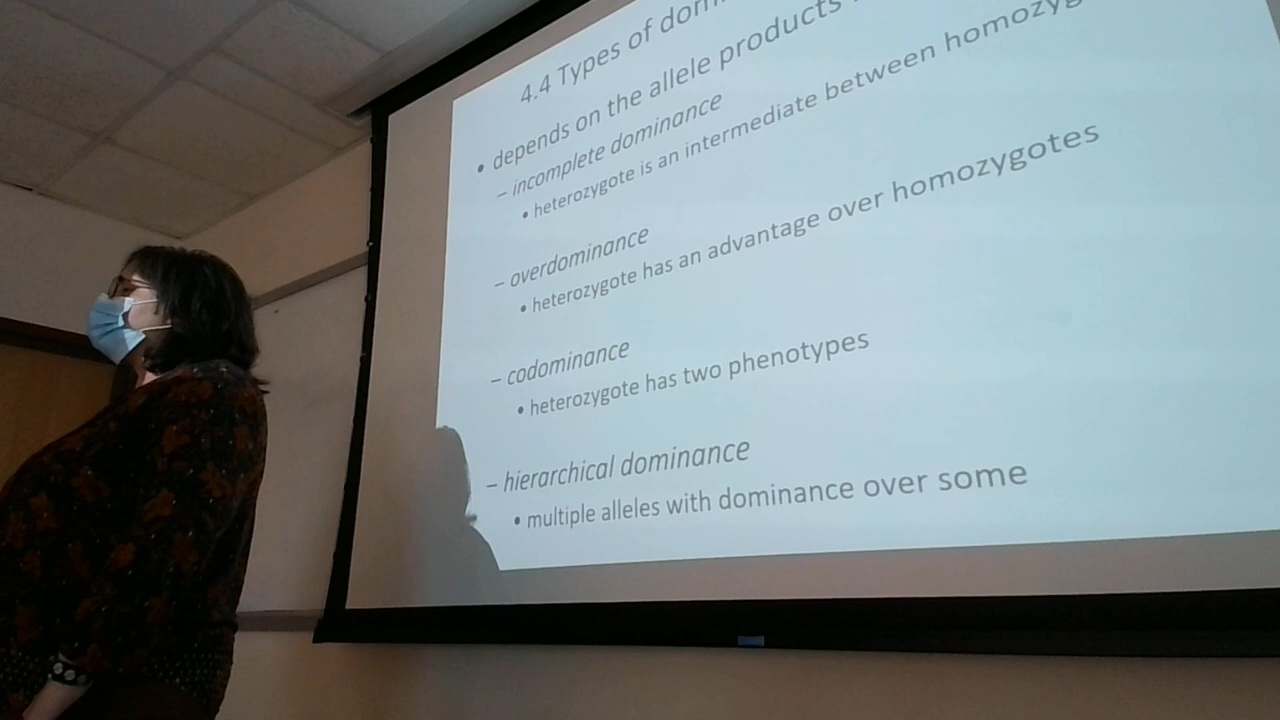 4.4 Types of
• depends on the allele products
– incomplete dominance
• heterozygote is an intermediate between
– overdominance
• heterozygote has an advantage over homozygotes
– codominance
• heterozygote has two phenotypes
– hierarchical dominance
• multiple alleles with dominance over some